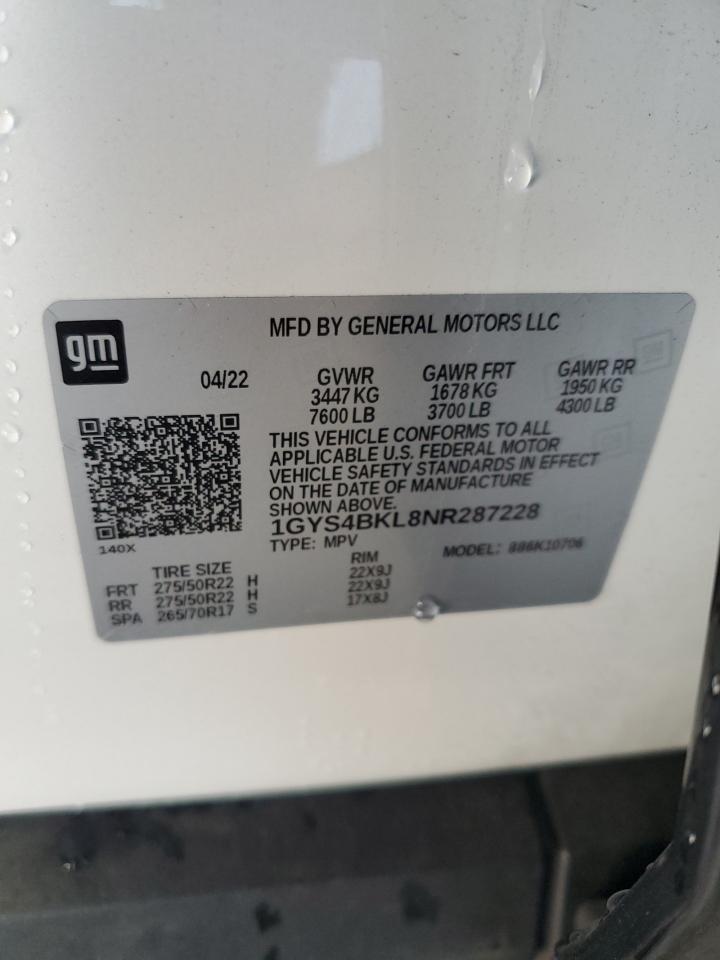 gm
MFD BY GENERAL MOTORS LLC
04/22
GVWR GAWR FRT GAWR RR
3447 KG 1678 KG 1950 KG
7600 LB 3700 LB 4300 LB
THIS VEHICLE CONFORMS TO ALL
APPLICABLE U.S. FEDERAL MOTOR
VEHICLE SAFETY STANDARDS IN EFFECT
ON THE DATE OF MANUFACTURE
SHOWN ABOVE.
1GYS4BKL8NR287228
TYPE: MPV MODEL: 886K10706
140X
TIRE SIZE RIM
FRT 275/50R22 H 22X9J
RR 275/50R22 H 22X9J
SPA 265/70R17 S 17X8J